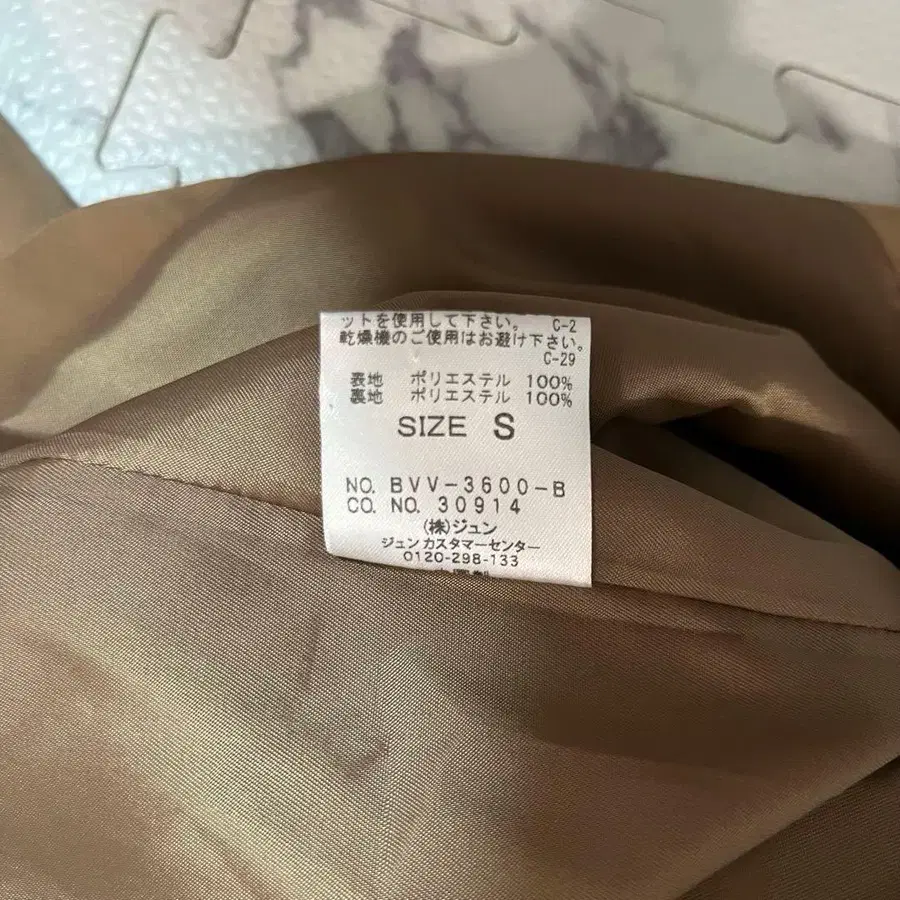 ットを使用して下さい。 C-2
乾燥機のご使用はお避け下さい。
C-29
表地 ポリエステル 100%
裏地 ポリエステル 100%
SIZE S
NO. BVV-3600-B
CO. NO. 30914
(株)ジュン
ジュン カスタマーセンター
0120-298-133